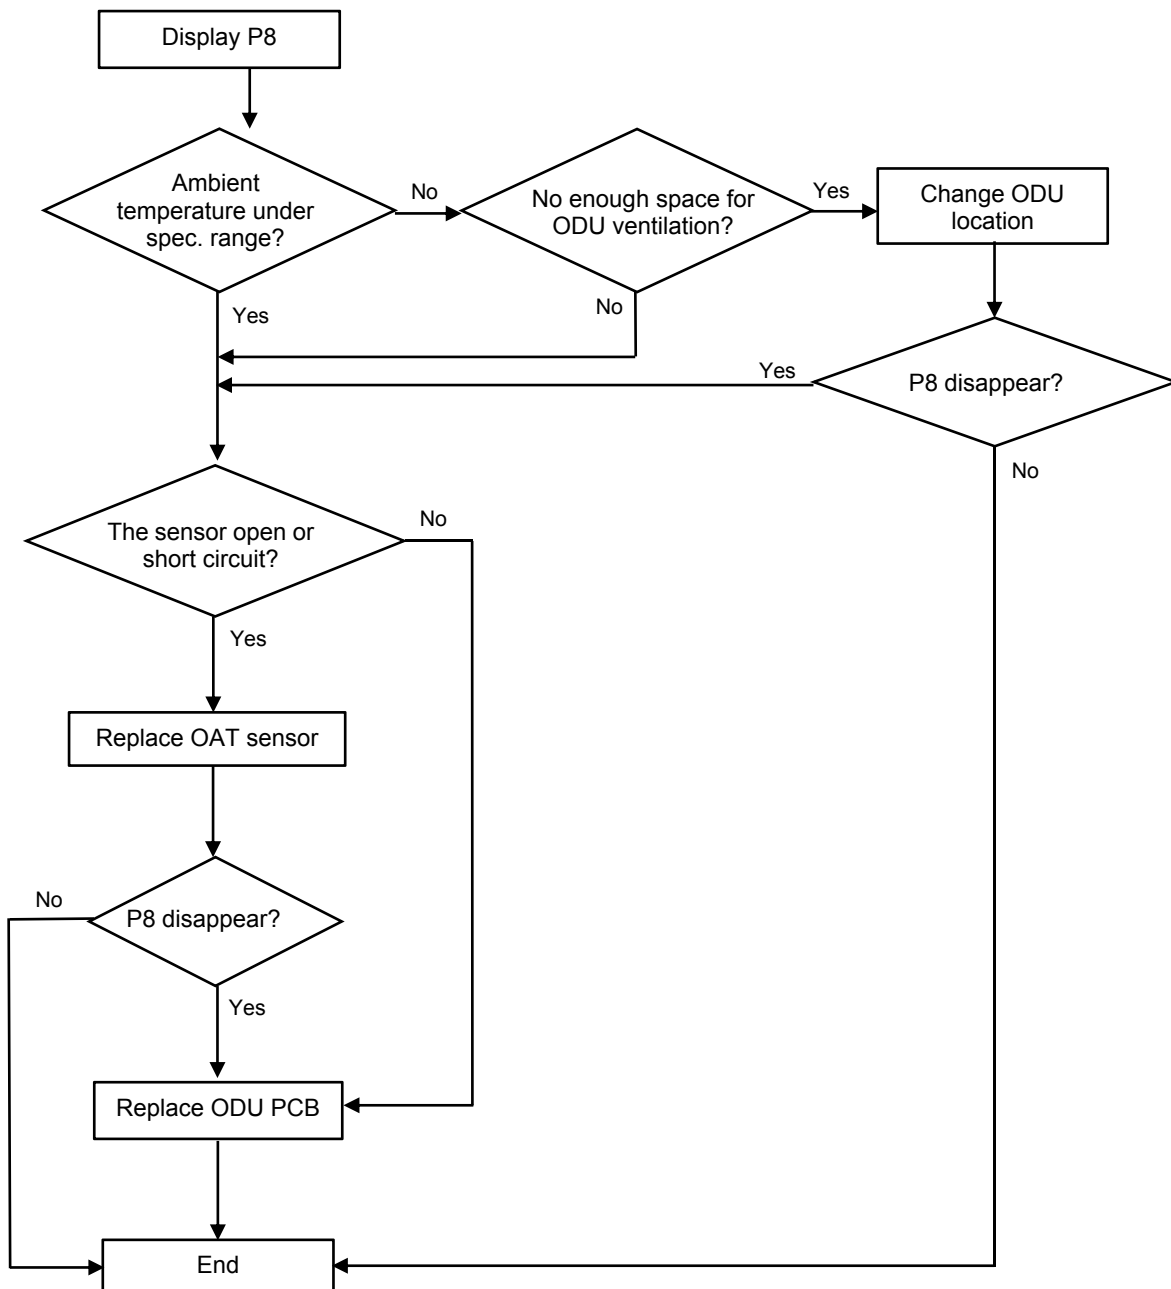 Display P8
Ambient
temperature under
spec. range?
No
No enough space for
ODU ventilation?
Yes
Change ODU
location
Yes
No
Yes
P8 disappear?
No
The sensor open or
short circuit?
No
Yes
Replace OAT sensor
No
P8 disappear?
Yes
Replace ODU PCB
End